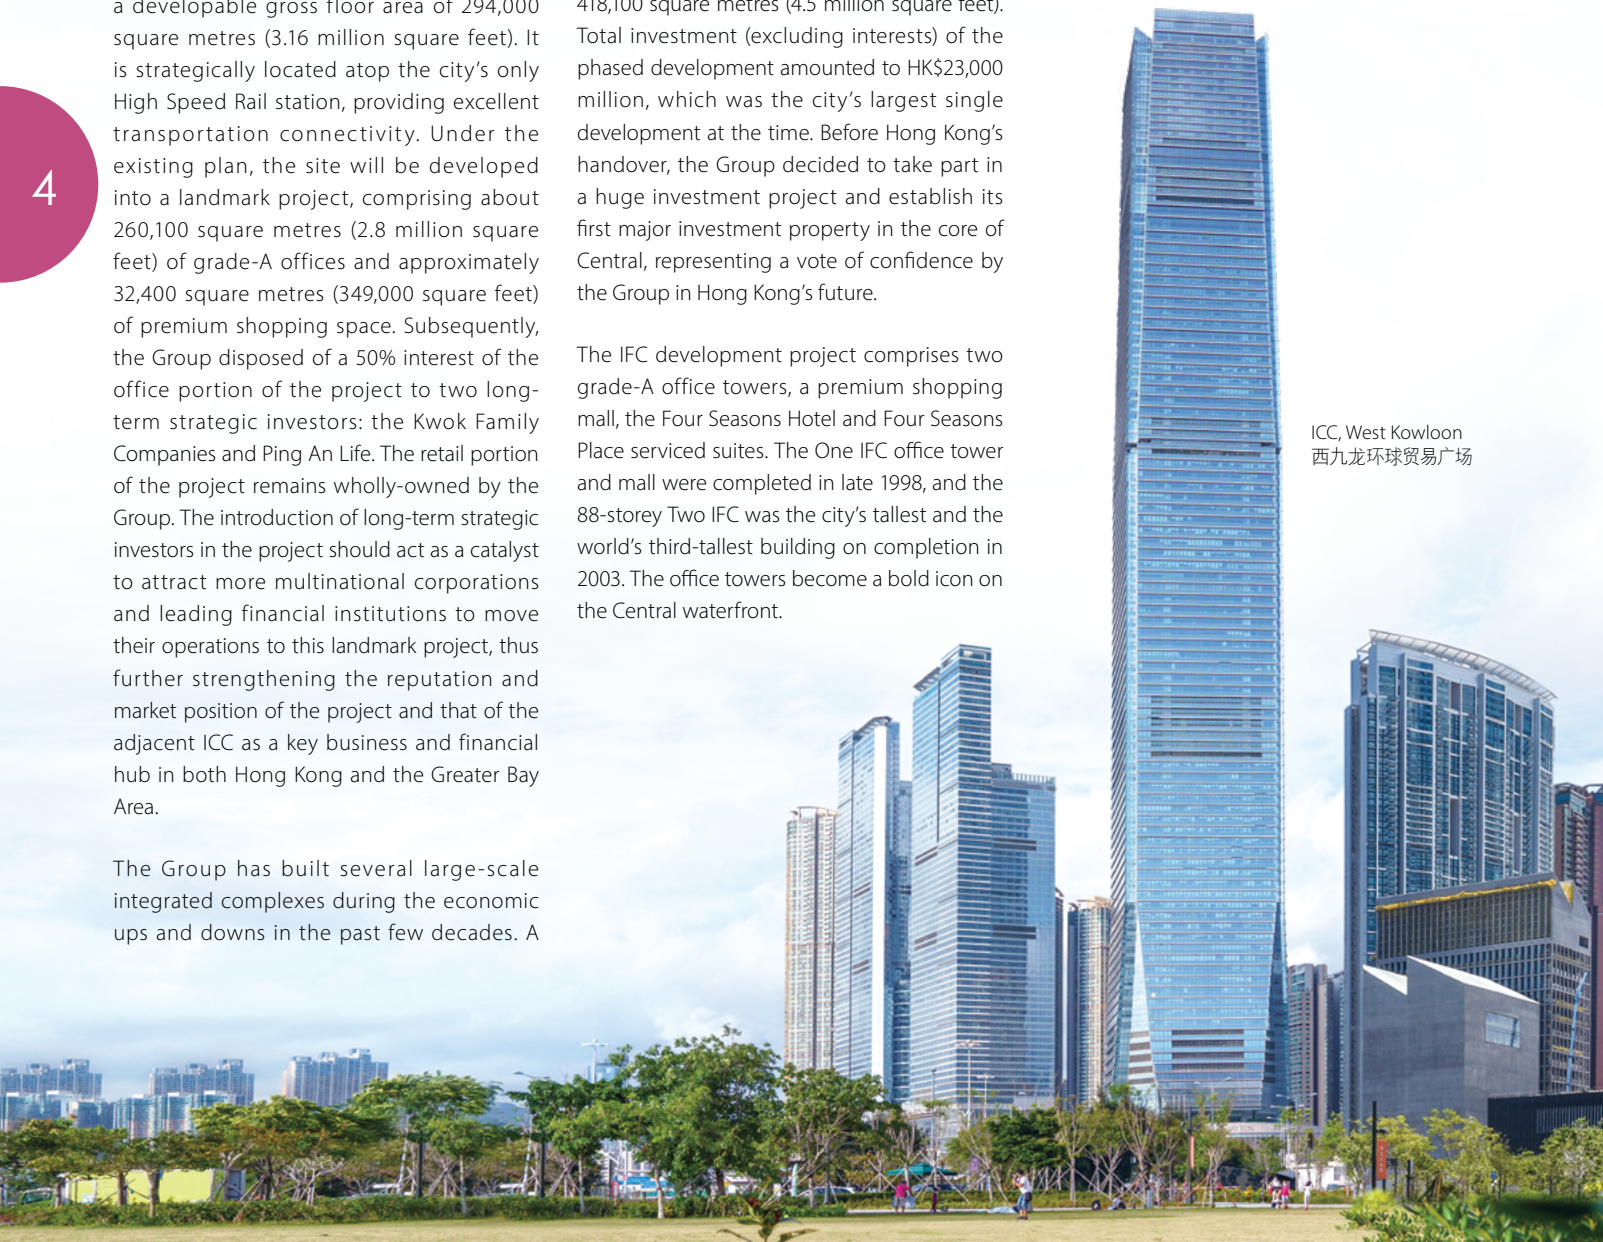 a developable gross floor area of 294,000
square metres (3.16 million square feet). It
is strategically located atop the city’s only
High Speed Rail station, providing excellent
transportation connectivity. Under the
existing plan, the site will be developed
into a landmark project, comprising about
260,100 square metres (2.8 million square
feet) of grade-A offices and approximately
32,400 square metres (349,000 square feet)
of premium shopping space. Subsequently,
the Group disposed of a 50% interest of the
office portion of the project to two long-
term strategic investors: the Kwok Family
Companies and Ping An Life. The retail portion
of the project remains wholly-owned by the
Group. The introduction of long-term strategic
investors in the project should act as a catalyst
to attract more multinational corporations
and leading financial institutions to move
their operations to this landmark project, thus
further strengthening the reputation and
market position of the project and that of the
adjacent ICC as a key business and financial
hub in both Hong Kong and the Greater Bay
Area.
The Group has built several large-scale
integrated complexes during the economic
ups and downs in the past few decades. A
418,100 square metres (4.5 million square feet).
Total investment (excluding interests) of the
phased development amounted to HK$23,000
million, which was the city’s largest single
development at the time. Before Hong Kong’s
handover, the Group decided to take part in
a huge investment project and establish its
first major investment property in the core of
Central, representing a vote of confidence by
the Group in Hong Kong’s future.
The IFC development project comprises two
grade-A office towers, a premium shopping
mall, the Four Seasons Hotel and Four Seasons
Place serviced suites. The One IFC office tower
and mall were completed in late 1998, and the
88-storey Two IFC was the city’s tallest and the
world’s third-tallest building on completion in
2003. The office towers become a bold icon on
the Central waterfront.
ICC, West Kowloon
西九龙环球贸易广场
4